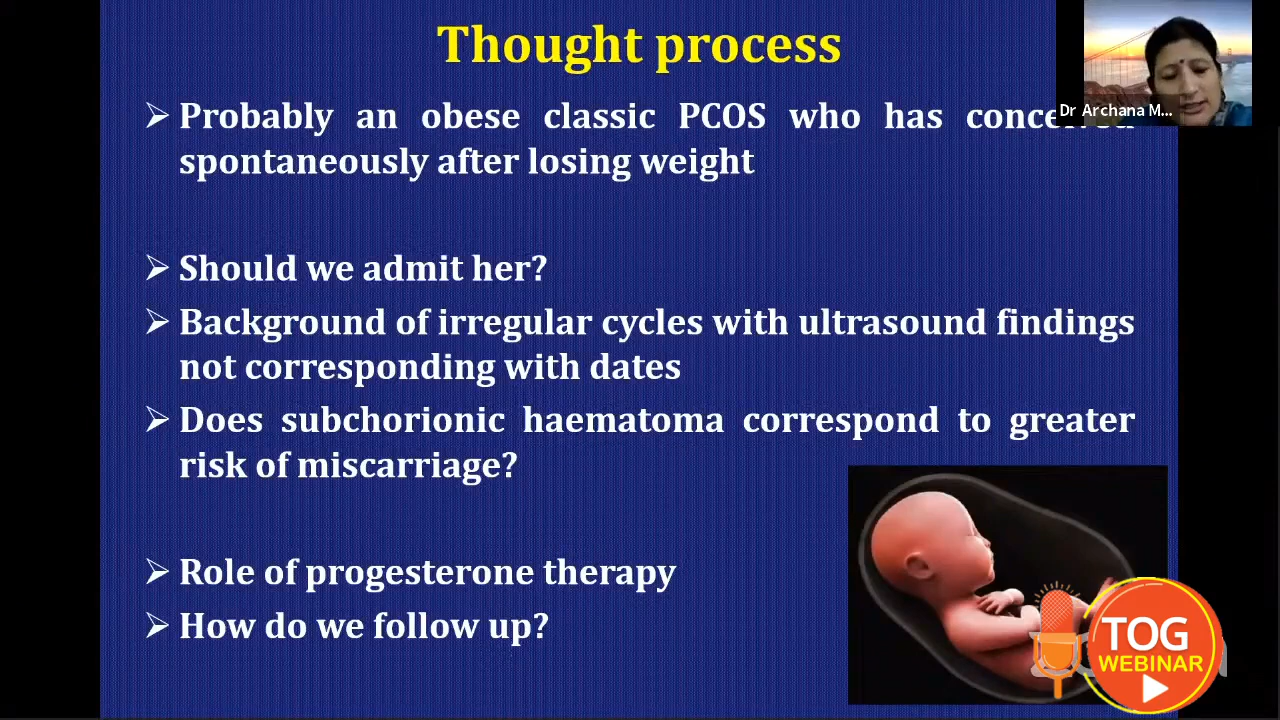 Thought process
Dr Archana M...
➢ Probably an obese classic PCOS who has
spontaneously after losing weight
➢ Should we admit her?
➢ Background of irregular cycles with ultrasound findings
not corresponding with dates
➢ Does subchorionic haematoma correspond to greater
risk of miscarriage?
➢ Role of progesterone therapy
➢ How do we follow up?
TOG
WEBINAR